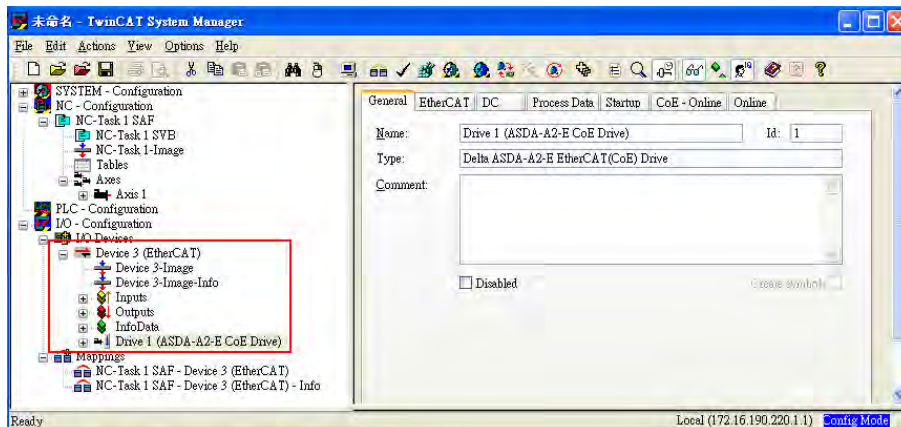 未命名 - TwinCAT System Manager
File Edit Actions View Options Help
SYSTEM - Configuration
NC - Configuration
NC-Task 1 SAF
NC-Task 1 SVB
NC-Task 1-Image
Tables
Axes
Axis 1
PLC - Configuration
I/O - Configuration
I/O Devices
Device 3 (EtherCAT)
Device 3-Image
Device 3-Image-Info
Inputs
Outputs
InfoData
Drive 1 (ASDA-A2-E CoE Drive)
Mappings
NC-Task 1 SAF - Device 3 (EtherCAT)
NC-Task 1 SAF - Device 3 (EtherCAT) - Info
General EtherCAT DC Process Data Startup CoE - Online Online
Name: Drive 1 (ASDA-A2-E CoE Drive) Id: 1
Type: Delta ASDA-A2-E EtherCAT(CoE) Drive
Comment:
Disabled Create symbols
Ready Local (172.16.190.220.1.1) Config Mode